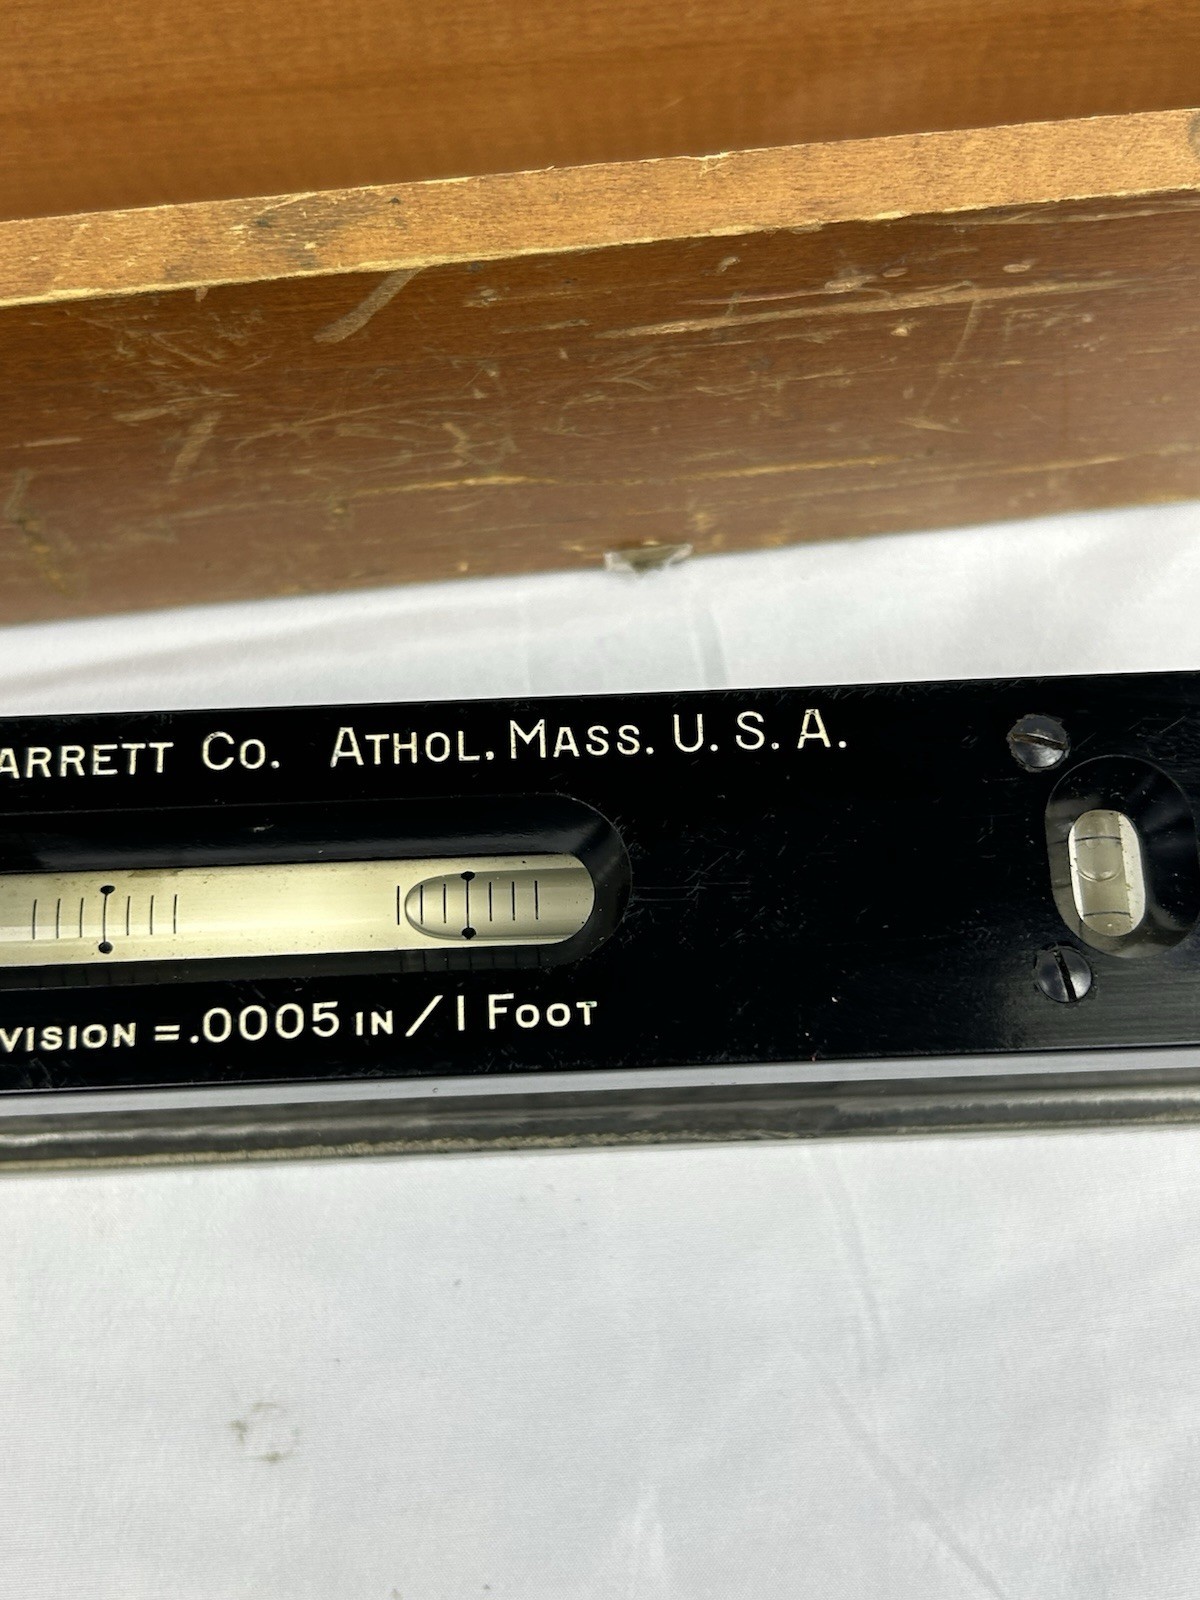 ARRETT CO. ATHOL, MASS. U. S. A.
VISION = .0005 IN / 1 FOOT